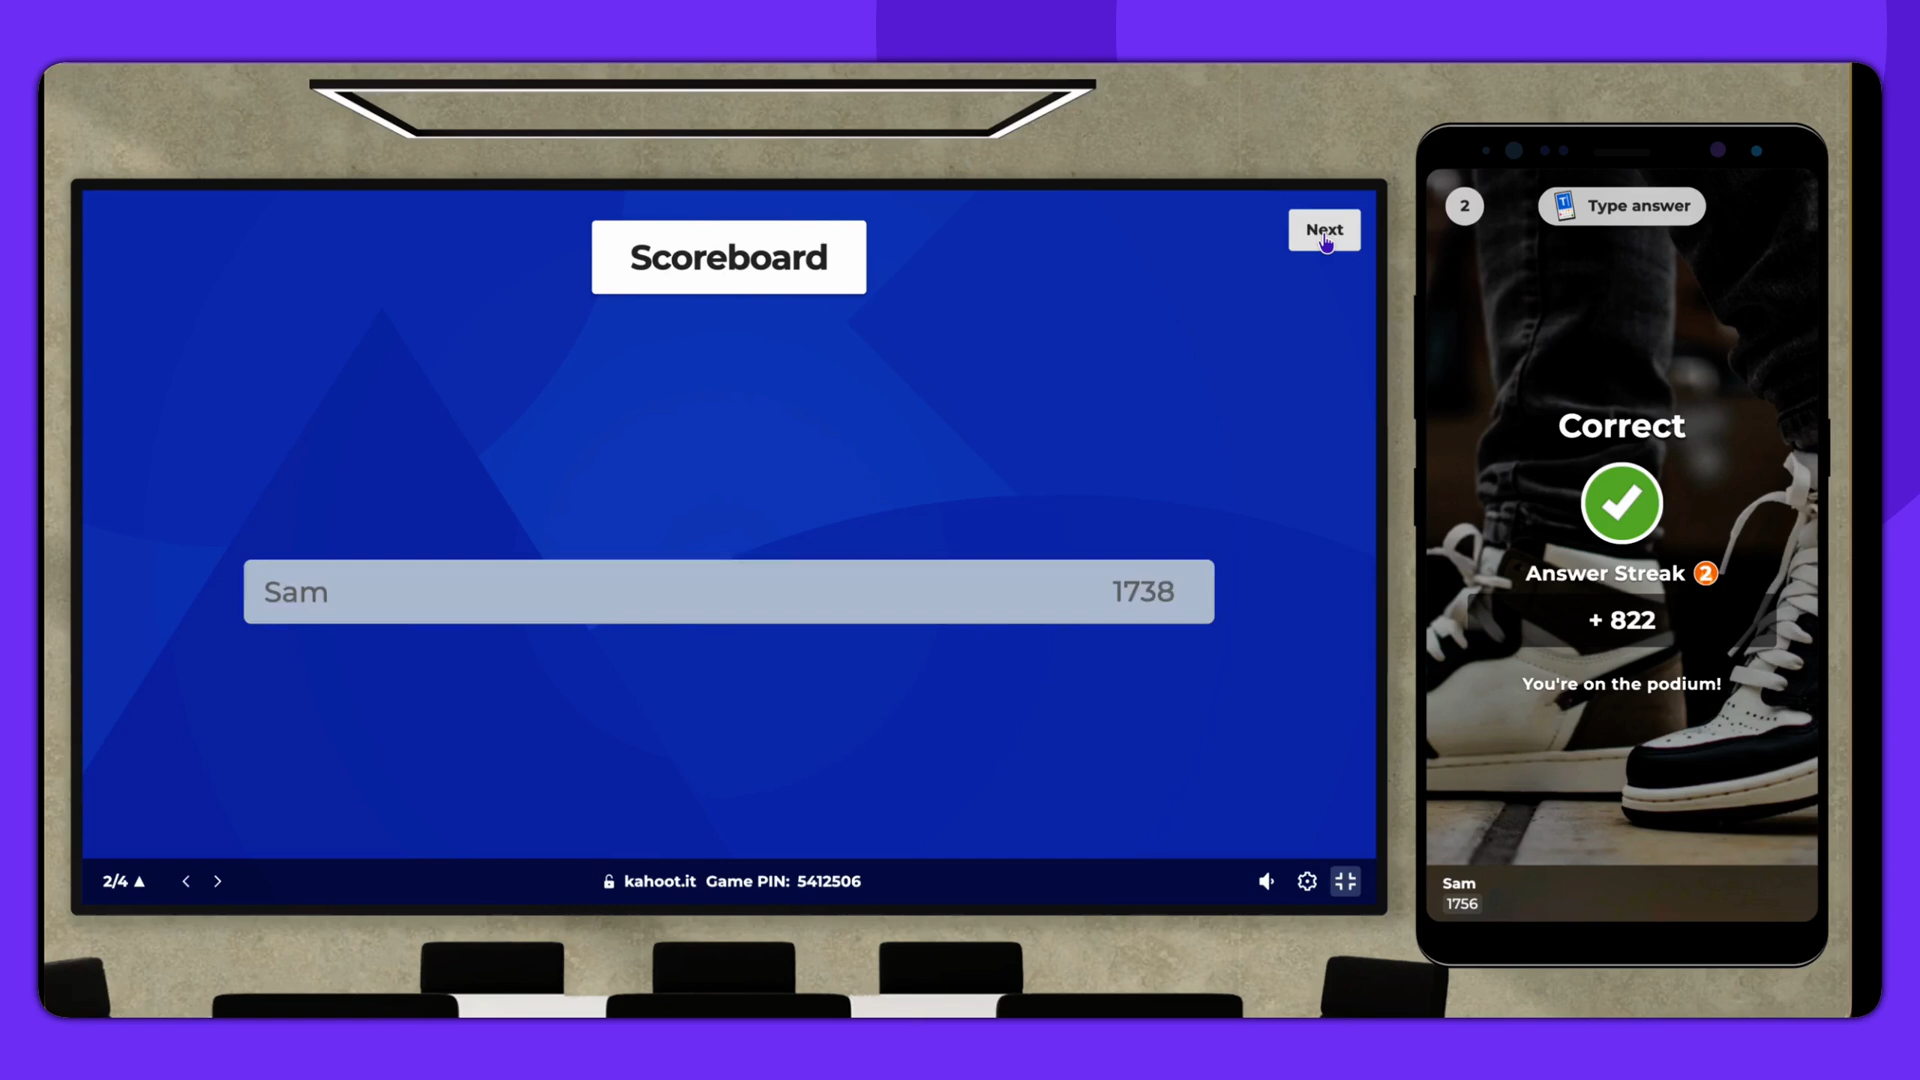 Scoreboard
Next
Sam 1738
2/4
kahoot.it Game PIN: 5412506
2
Type answer
Correct
Answer Streak 2
+ 822
You're on the podium!
Sam
1756